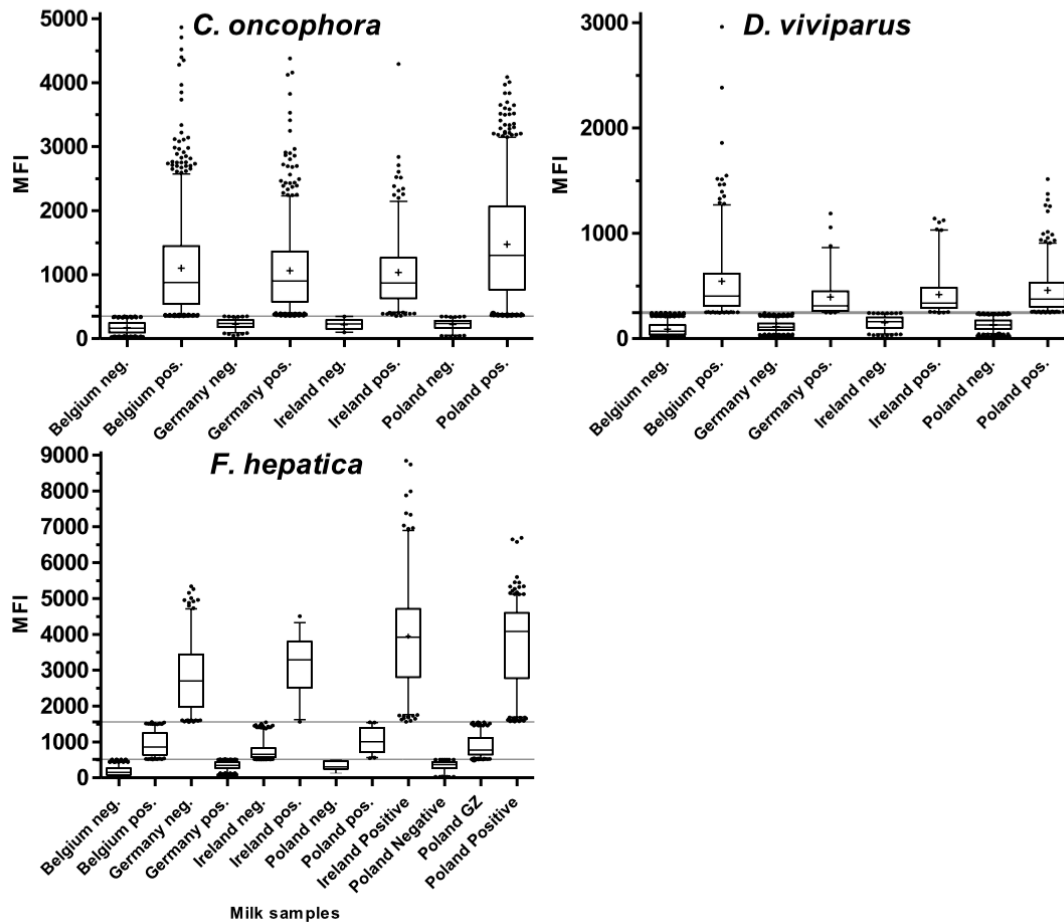 C. oncophora
5000
4000
3000
2000
1000
0
MFI
Belgium neg.
Belgium pos.
Germany neg.
Germany pos.
Ireland neg.
Ireland pos.
Poland neg.
Poland pos.
D. viviparus
3000
2000
1000
0
MFI
Belgium neg.
Belgium pos.
Germany neg.
Germany pos.
Ireland neg.
Ireland pos.
Poland neg.
Poland pos.
F. hepatica
9000
8000
7000
6000
5000
4000
3000
2000
1000
0
MFI
Belgium neg.
Belgium pos.
Germany neg.
Germany pos.
Ireland neg.
Ireland pos.
Poland neg.
Poland pos.
Ireland Positive
Poland Negative
Poland GZ
Poland Positive
Milk samples